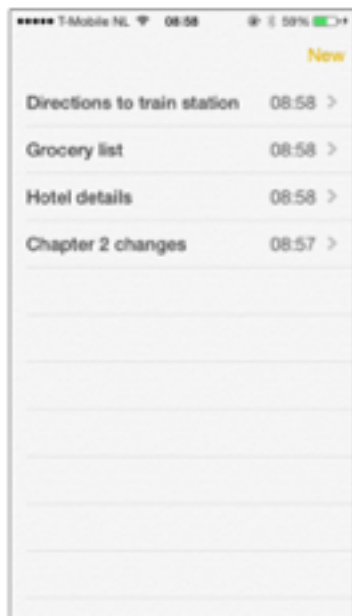 T-Mobile NL 08:58 59%
New
Directions to train station 08:58
Grocery list 08:58
Hotel details 08:58
Chapter 2 changes 08:57